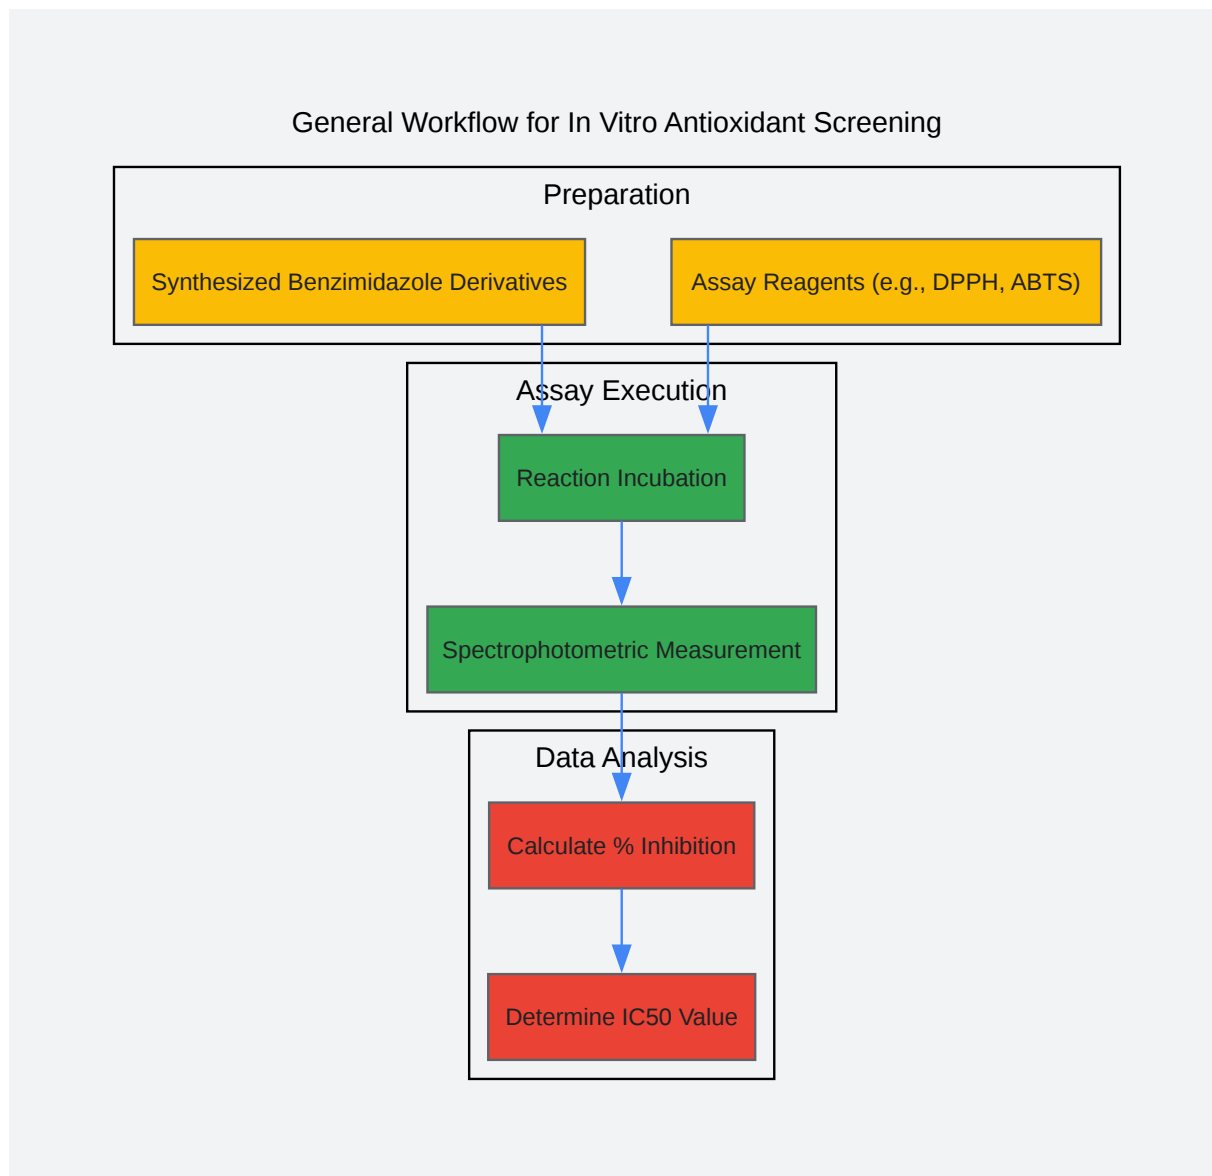 General Workflow for In Vitro Antioxidant Screening
Preparation
Synthesized Benzimidazole Derivatives
Assay Reagents (e.g., DPPH, ABTS)
Assay Execution
Reaction Incubation
Spectrophotometric Measurement
Data Analysis
Calculate % Inhibition
Determine IC50 Value